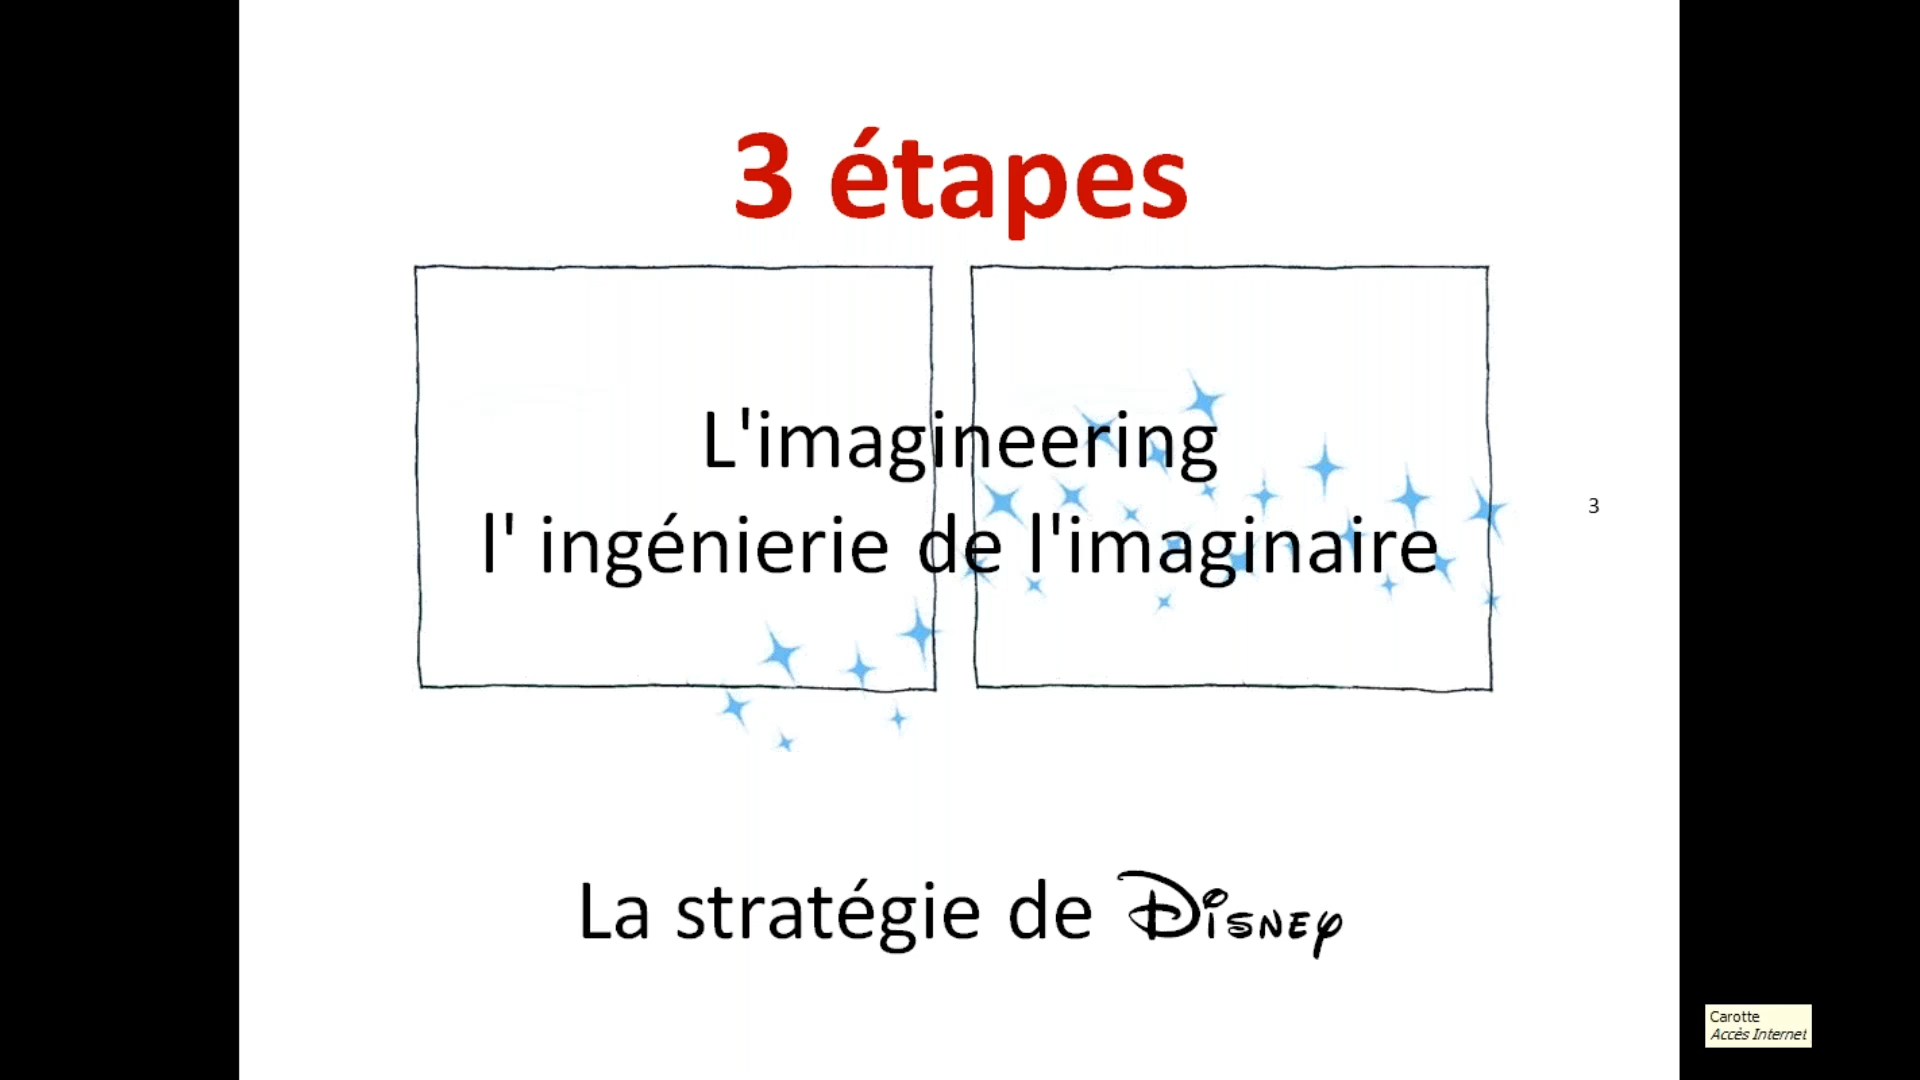 3 étapes
L'imagineering
l' ingénierie de l'imaginaire
3
La stratégie de Disney
Carotte
Accès Internet